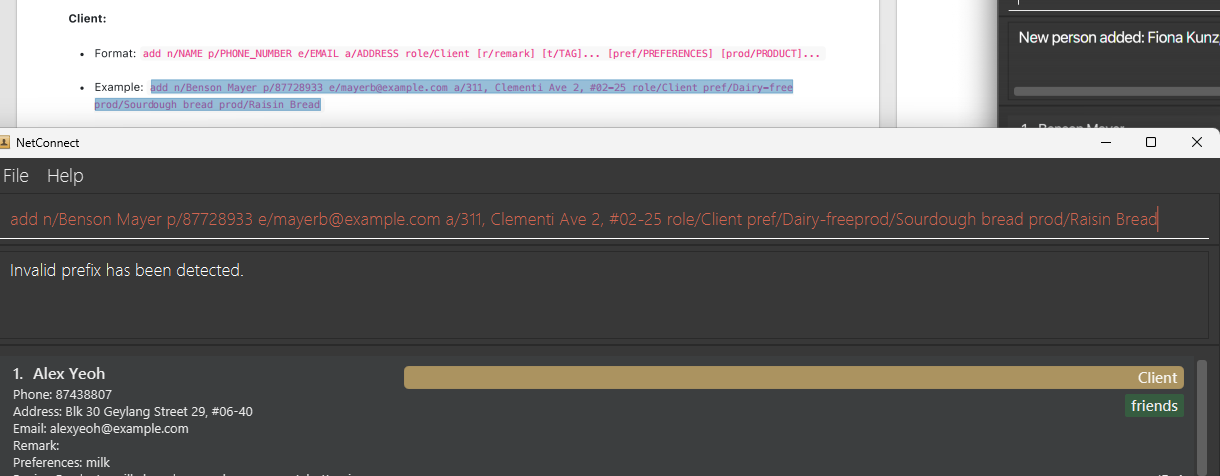 Client:
New person added: Fiona Kunz
Format: add n/NAME p/PHONE_NUMBER e/EMAIL a/ADDRESS role/Client [r/remark] [t/TAG]... [pref/PREFERENCES] [prod/PRODUCT]...
Example: add n/Benson Mayer p/87728933 e/mayerb@example.com a/311, Clementi Ave 2, #02-25 role/Client pref/Dairy-free
prod/Sourdough bread prod/Raisin Bread
1. Benson Mayer
NetConnect
File Help
add n/Benson Mayer p/87728933 e/mayerb@example.com a/311, Clementi Ave 2, #02-25 role/Client pref/Dairy-freeprod/Sourdough bread prod/Raisin Bread
Invalid prefix has been detected.
1. Alex Yeoh
Client
Phone: 87438807
friends
Address: Blk 30 Geylang Street 29, #06-40
Email: alexyeoh@example.com
Remark:
Preferences: milk